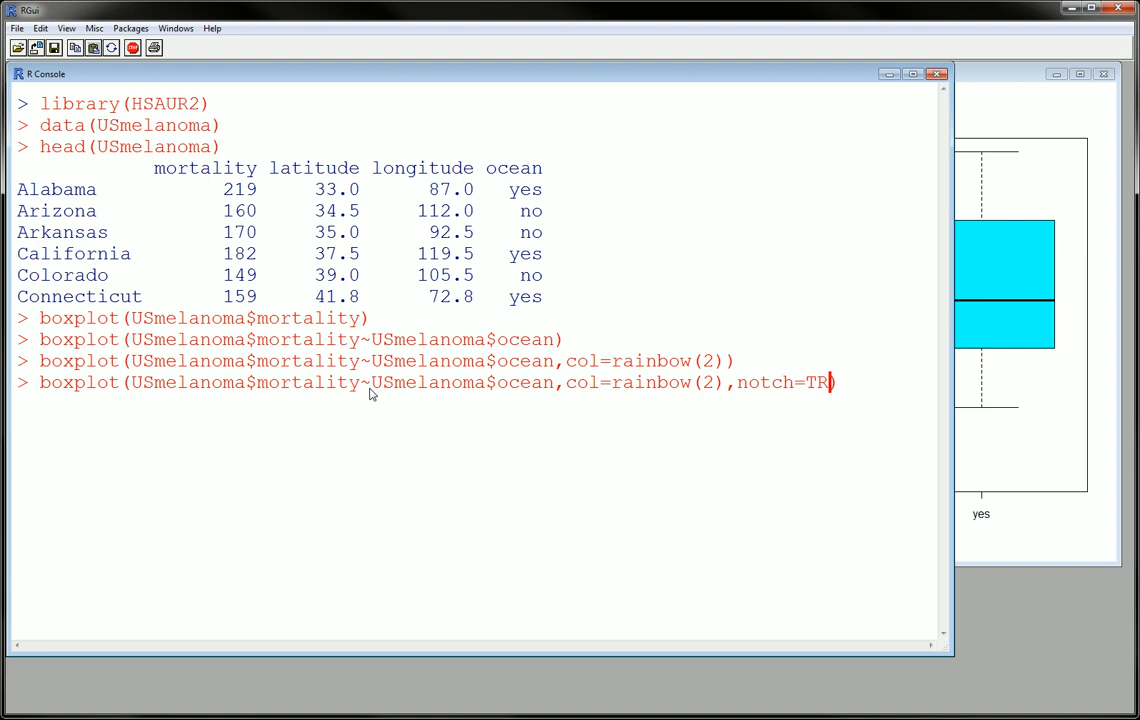 RGui
File Edit View Misc Packages Windows Help
STOP
R Console
> library(HSAUR2)
> data(USmelanoma)
> head(USmelanoma)
mortality latitude longitude ocean
Alabama 219 33.0 87.0 yes
Arizona 160 34.5 112.0 no
Arkansas 170 35.0 92.5 no
California 182 37.5 119.5 yes
Colorado 149 39.0 105.5 no
Connecticut 159 41.8 72.8 yes
> boxplot(USmelanoma$mortality)
> boxplot(USmelanoma$mortality~USmelanoma$ocean)
> boxplot(USmelanoma$mortality~USmelanoma$ocean,col=rainbow(2))
> boxplot(USmelanoma$mortality~USmelanoma$ocean,col=rainbow(2),notch=TR)
yes